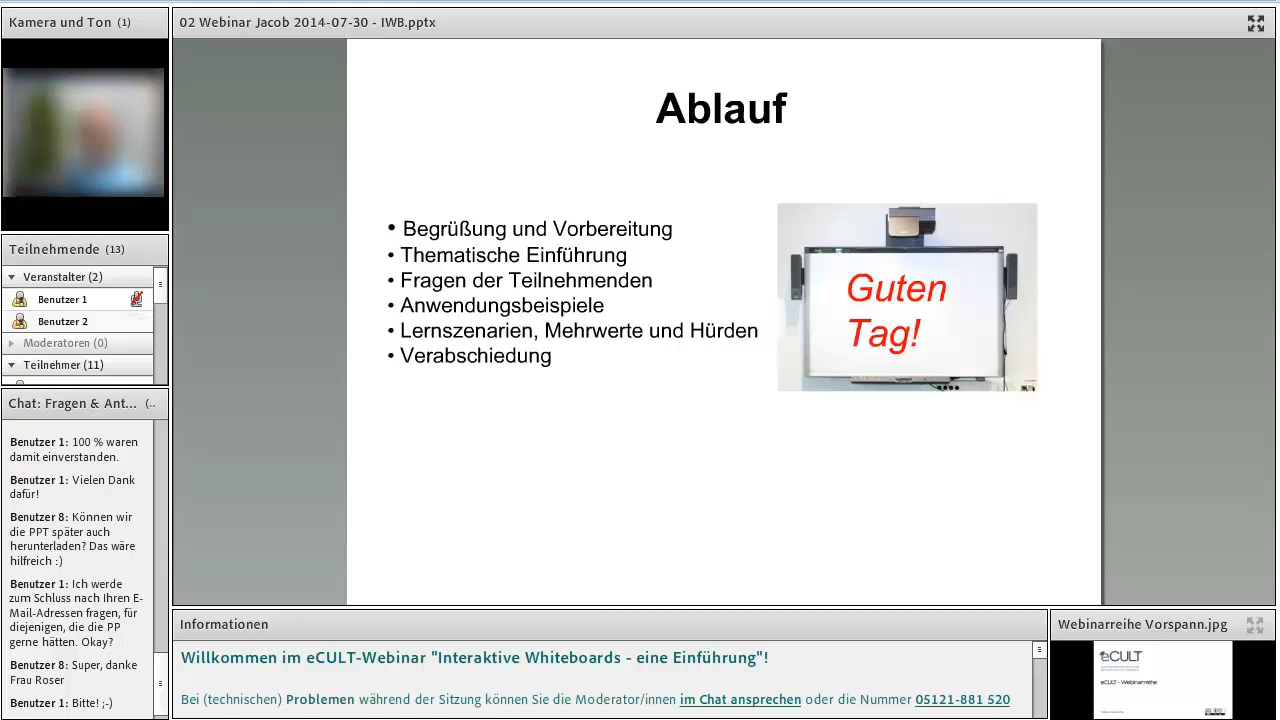 Kamera und Ton (1)
02 Webinar Jacob 2014-07-30 - IWB.pptx
Ablauf
• Begrüßung und Vorbereitung
• Thematische Einführung
• Fragen der Teilnehmenden
• Anwendungsbeispiele
• Lernszenarien, Mehrwerte und Hürden
• Verabschiedung
Guten
Tag!
Teilnehmende (13)
Veranstalter (2)
Benutzer 1
Benutzer 2
Moderatoren (0)
Teilnehmer (11)
Chat: Fragen & Ant... (..
Benutzer 1: 100 % waren
damit einverstanden.
Benutzer 1: Vielen Dank
dafür!
Benutzer 8: Können wir
die PPT später auch
herunterladen? Das wäre
hilfreich :)
Benutzer 1: Ich werde
zum Schluss nach Ihren E-
Mail-Adressen fragen, für
diejenigen, die die PP
gerne hätten. Okay?
Benutzer 8: Super, danke
Frau Roser
Benutzer 1: Bitte! ;-)
Informationen
Willkommen im eCULT-Webinar "Interaktive Whiteboards - eine Einführung"!
Bei (technischen) Problemen während der Sitzung können Sie die Moderator/innen im Chat ansprechen oder die Nummer 05121-881 520
Webinarreihe Vorspann.jpg
eCULT
eCULT - Webinarreihe